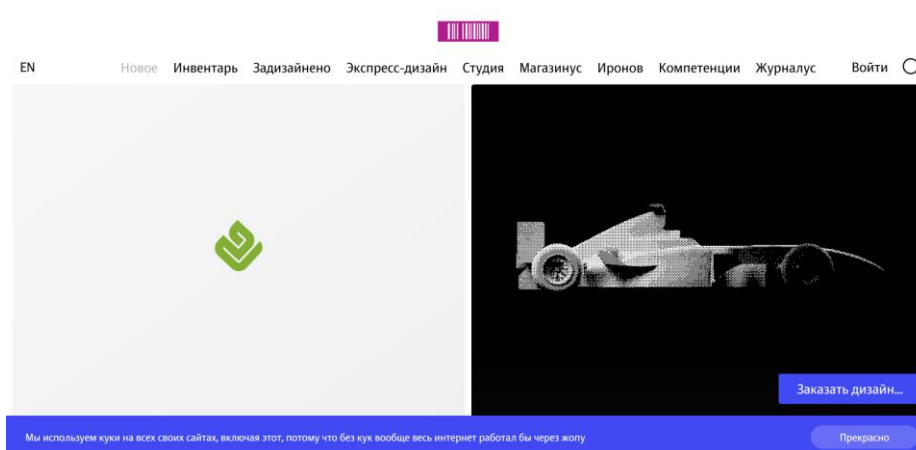 EN Новое Инвентарь Задизайнено Экспресс-дизайн Студия Магазинус Иронов Компетенции Журналус Войти
Заказать дизайн...
Мы используем куки на всех своих сайтах, включая этот, потому что без кук вообще весь интернет работал бы через жопу Прекрасно